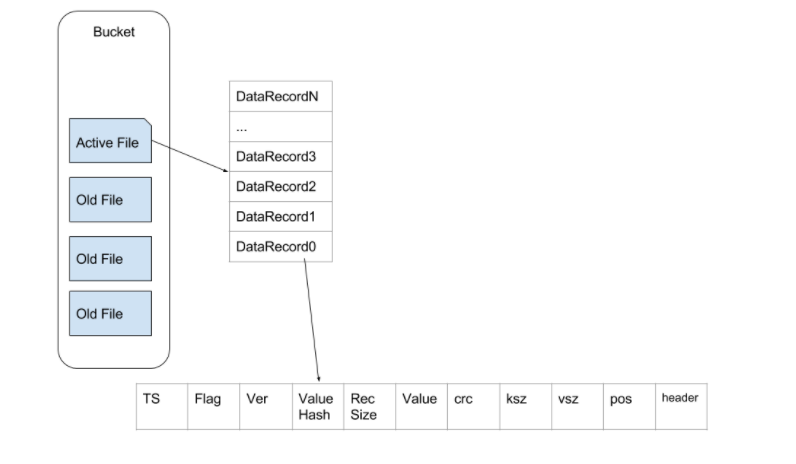 Bucket
Active File
Old File
Old File
Old File
DataRecordN
...
DataRecord3
DataRecord2
DataRecord1
DataRecord0
TS
Flag
Ver
Value
Hash
Rec
Size
Value
crc
ksz
vsz
pos
header